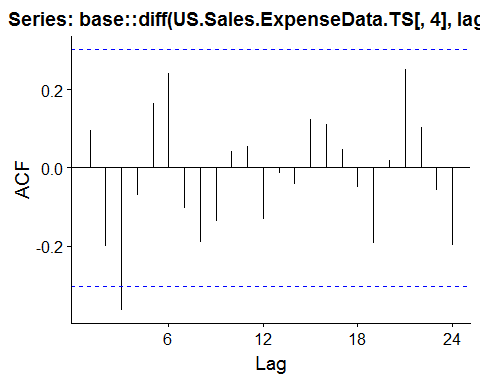 Series: base::diff(US.Sales.ExpenseData.TS[, 4], lag
0.2
0.0
-0.2
ACF
6 12 18 24
Lag